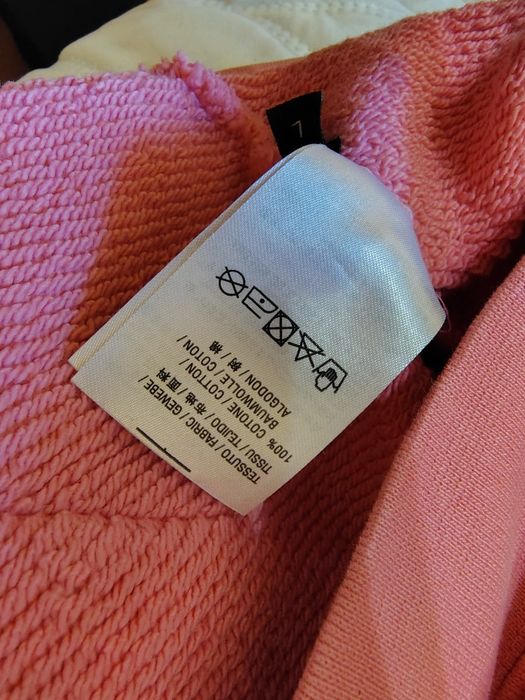 L
TESSUTO / FABRIC / GEWEBE/
TISSU / TEJIDO / 布地 / 面料/
100% COTONE / COTTON /
BAUMWOLLE / COTON /
ALGODON / 綿 / 棉/